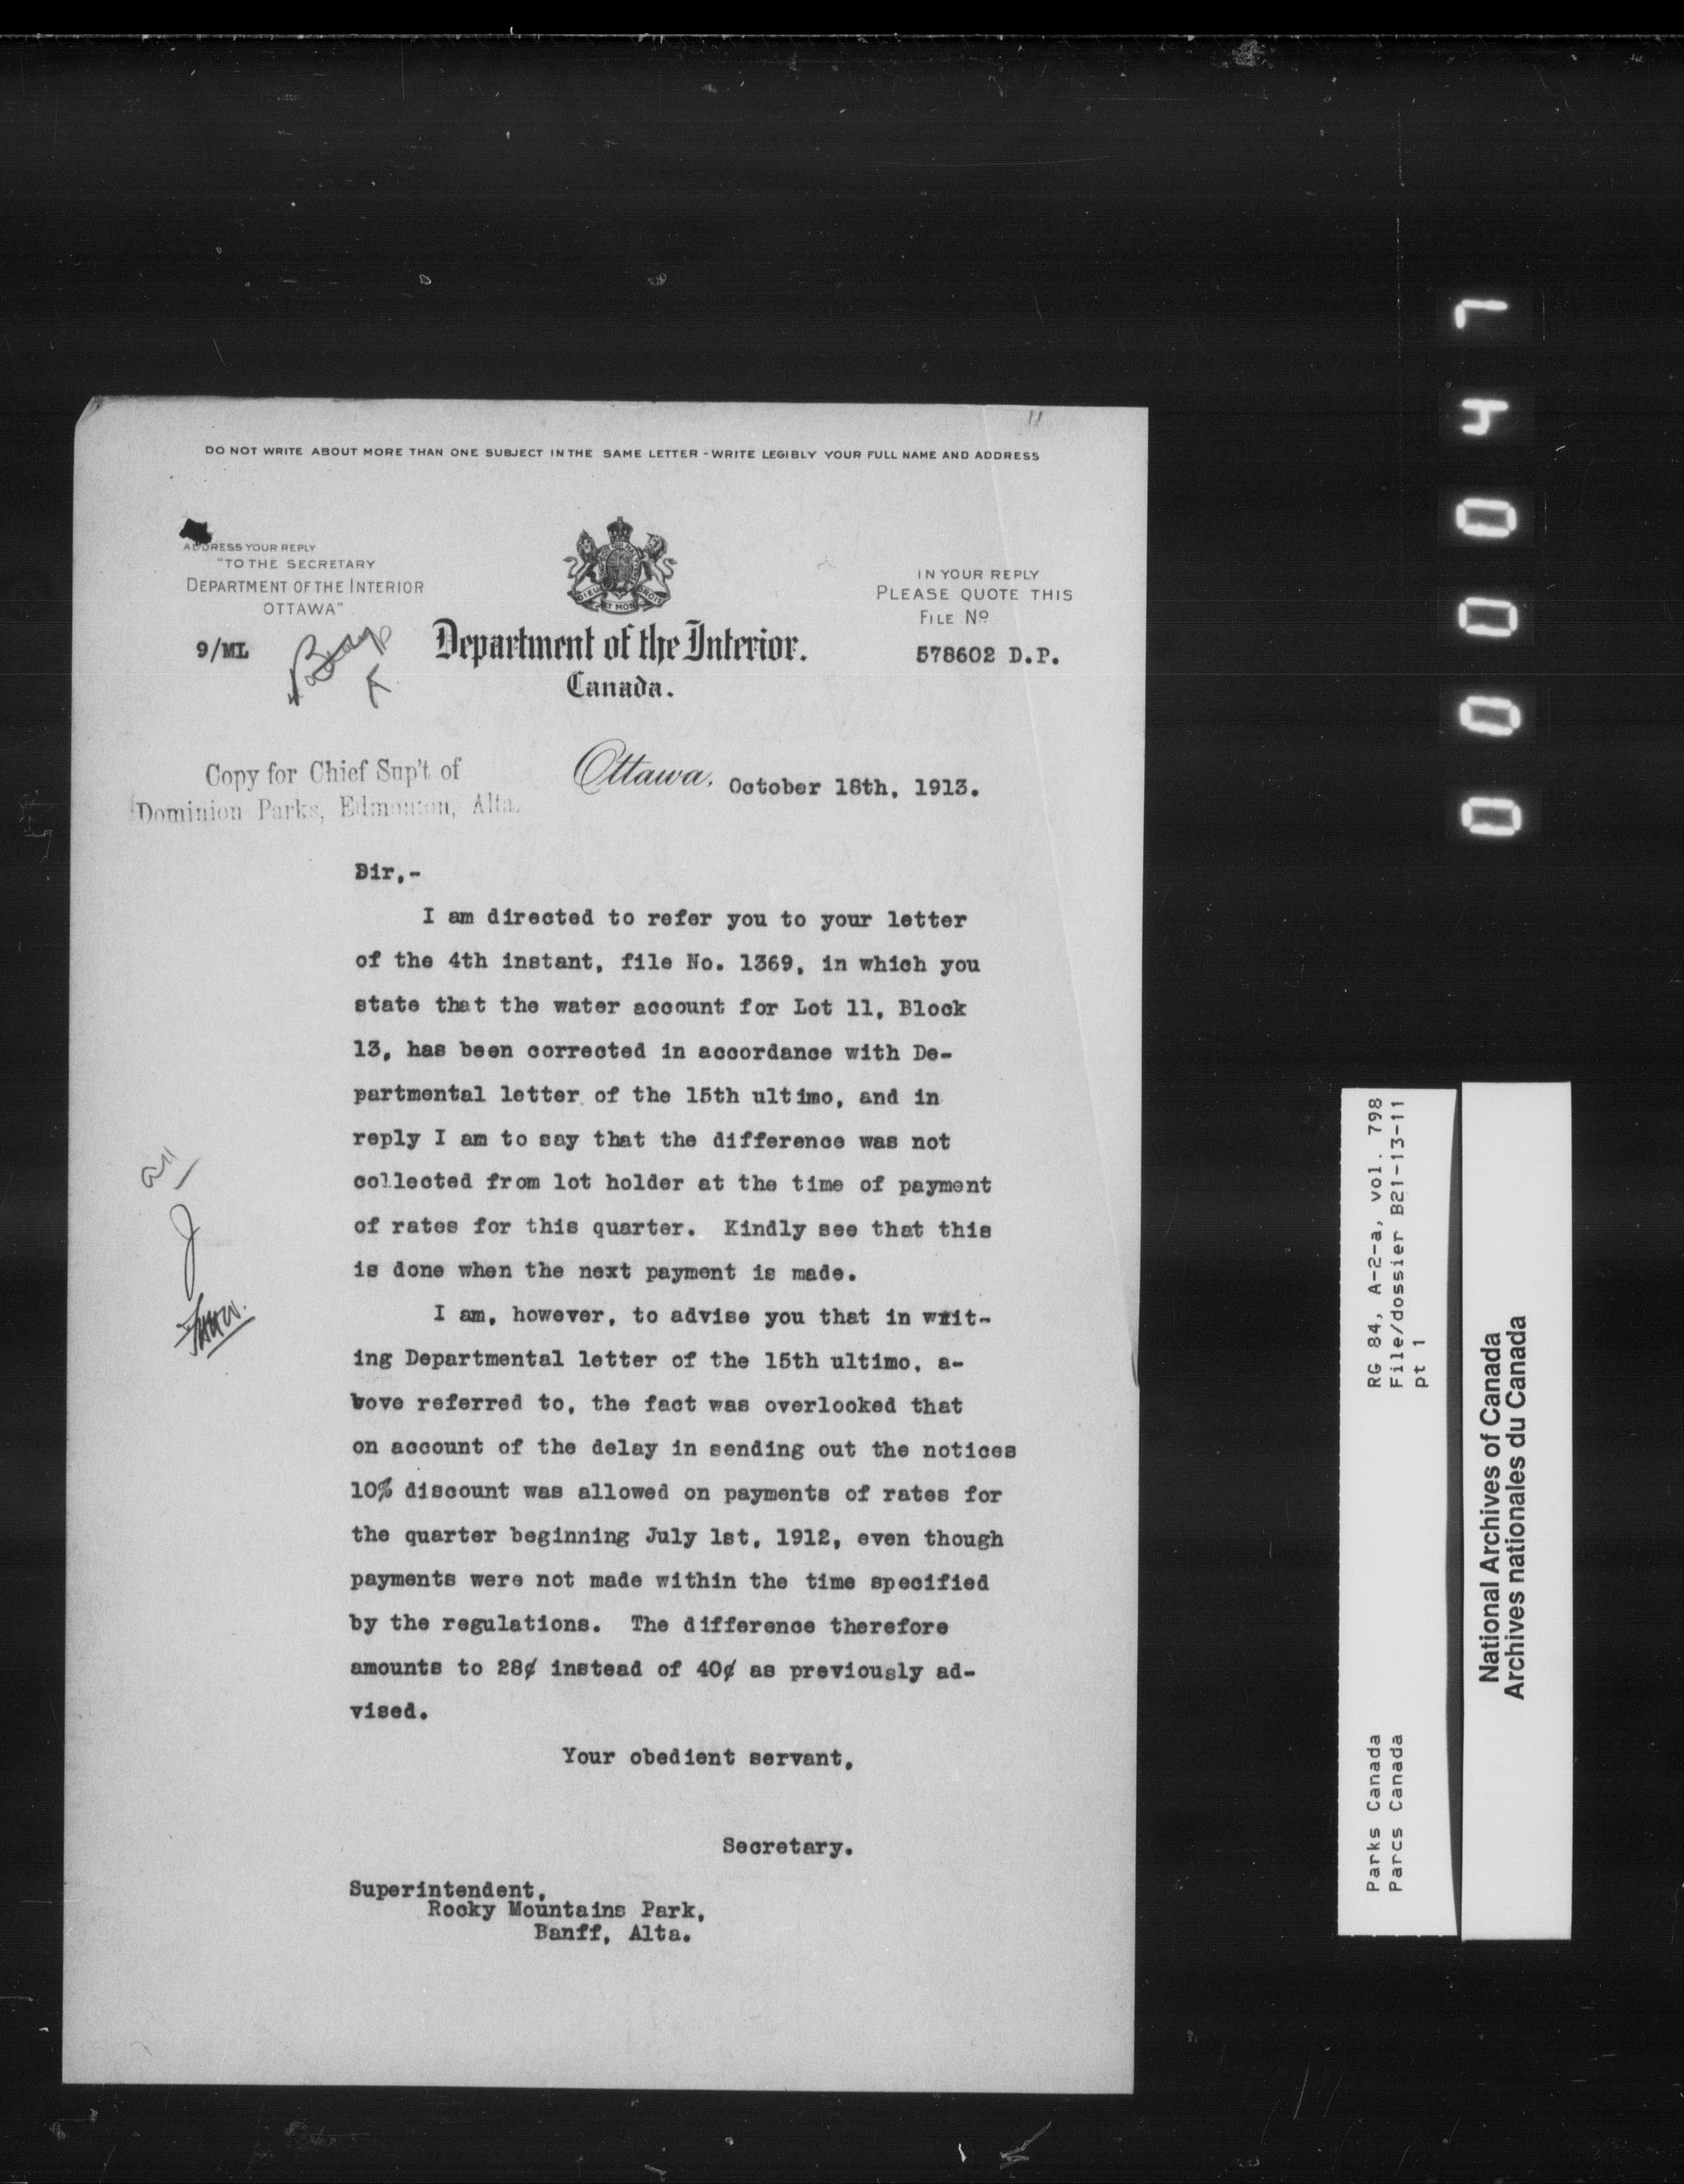 11
DO NOT WRITE ABOUT MORE THAN ONE SUBJECT IN THE SAME LETTER - WRITE LEGIBLY YOUR FULL NAME AND ADDRESS
ADDRESS YOUR REPLY
"TO THE SECRETARY
DEPARTMENT OF THE INTERIOR
OTTAWA"
IN YOUR REPLY
PLEASE QUOTE THIS
FILE No
9/ML
Department of the Interior.
Canada.
578602 D.P.
Copy for Chief Sup't of
Dominion Parks, Edmonton, Alta.
Ottawa, October 18th, 1913.
Sir,-
I am directed to refer you to your letter
of the 4th instant, file No. 1369, in which you
state that the water account for Lot 11, Block
13, has been corrected in accordance with De-
partmental letter of the 15th ultimo, and in
reply I am to say that the difference was not
collected from lot holder at the time of payment
of rates for this quarter. Kindly see that this
is done when the next payment is made.
I am, however, to advise you that in writ-
ing Departmental letter of the 15th ultimo, a-
bove referred to, the fact was overlooked that
on account of the delay in sending out the notices
10% discount was allowed on payments of rates for
the quarter beginning July 1st, 1912, even though
payments were not made within the time specified
by the regulations. The difference therefore
amounts to 28¢ instead of 40¢ as previously ad-
vised.
Your obedient servant,
Secretary.
Superintendent,
Rocky Mountains Park,
Banff, Alta.
000047
RG 84, A-2-a, vol. 798
File/dossier B21-13-11
pt 1
Parks Canada
Parcs Canada
National Archives of Canada
Archives nationales du Canada